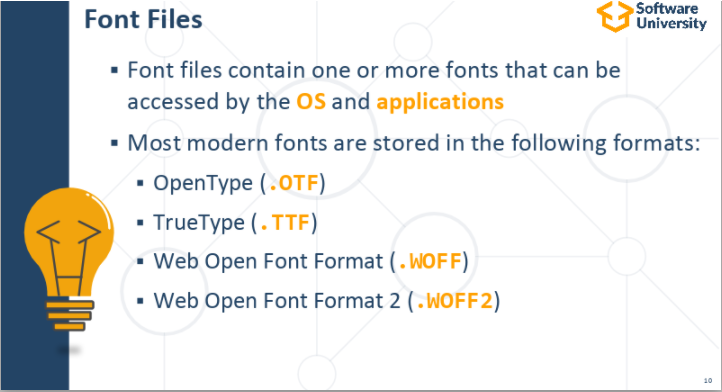 Font Files
Software
University
▪ Font files contain one or more fonts that can be
accessed by the OS and applications
▪ Most modern fonts are stored in the following formats:
▪ OpenType (.OTF)
▪ TrueType (.TTF)
▪ Web Open Font Format (.WOFF)
▪ Web Open Font Format 2 (.WOFF2)
10